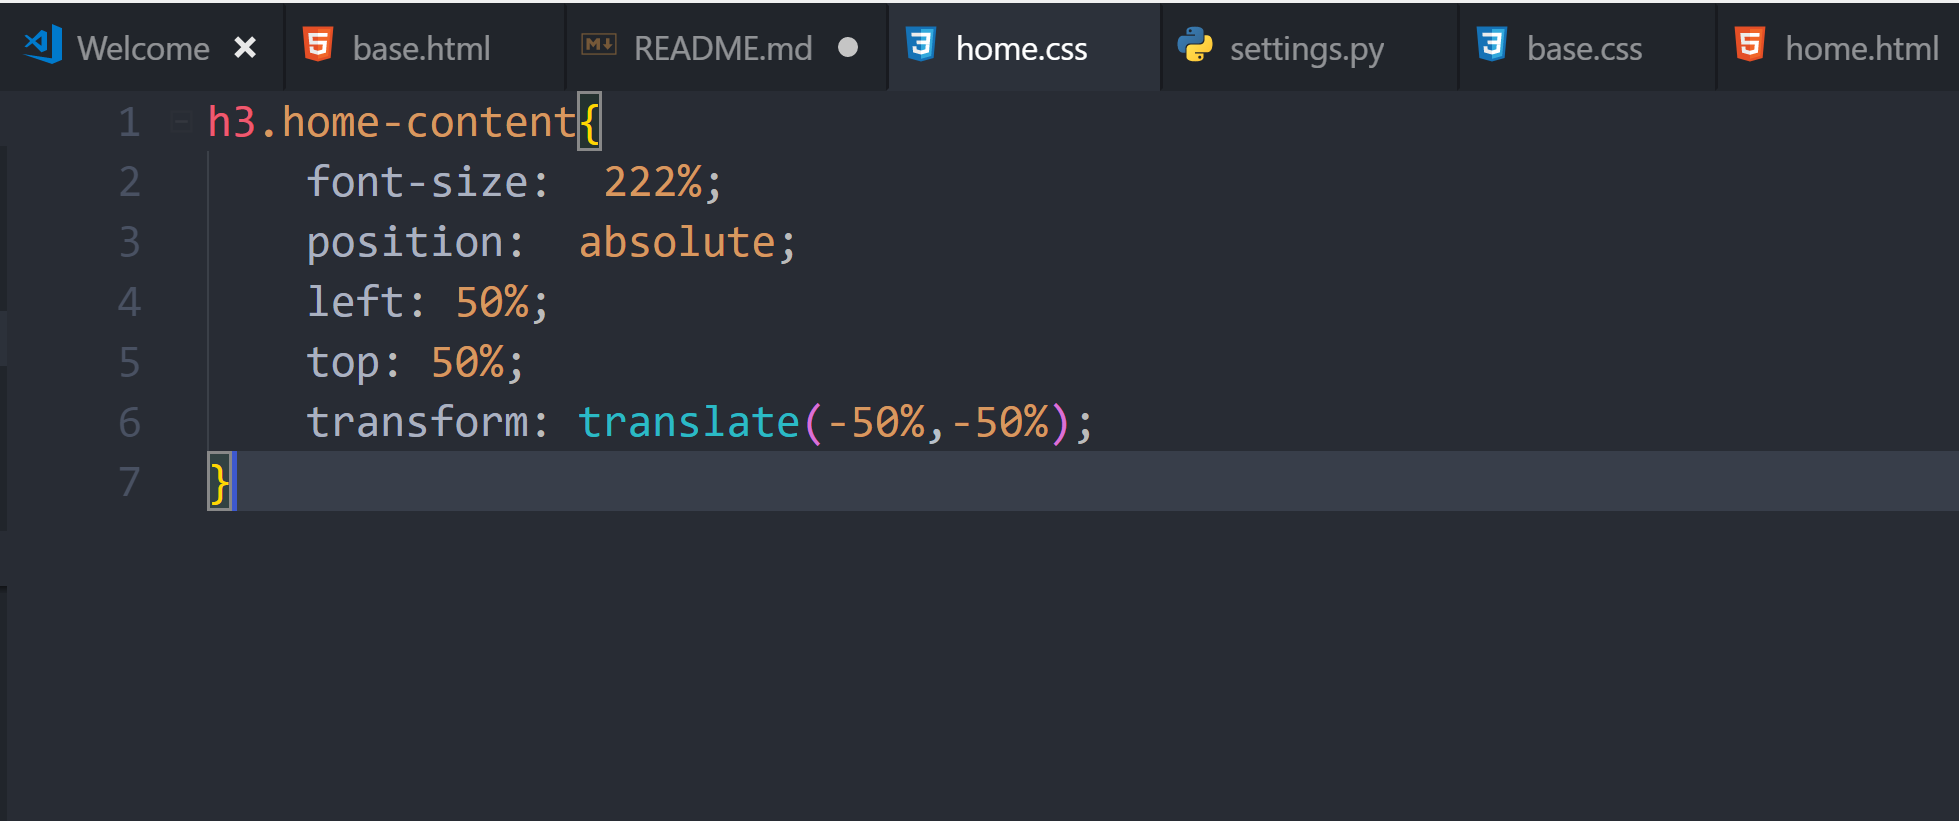 Welcome × base.html README.md ● home.css settings.py base.css home.html
1 h3.home-content{
2     font-size:  222%;
3     position:  absolute;
4     left: 50%;
5     top: 50%;
6     transform: translate(-50%,-50%);
7 }